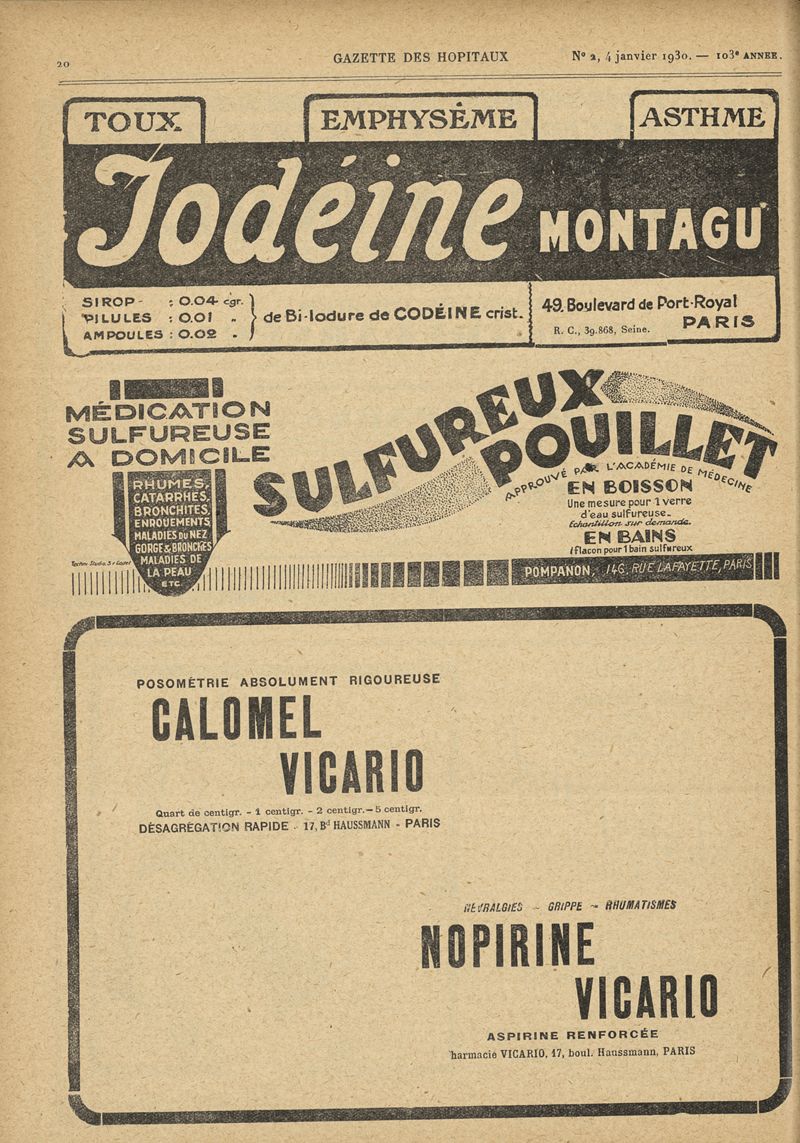 20
GAZETTE DES HOPITAUX
N° 2, 4 janvier 1930. — 103e ANNÉE.
TOUX
EMPHYSÈME
ASTHME
Iodéine MONTAGU
SIROP - : 0.04 cgr.
PILULES : 0.01 "
AMPOULES : 0.02 "
de Bi-Iodure de CODÉINE crist.
49, Boulevard de Port-Royal
R. C., 39.868, Seine.
PARIS
MÉDICATION
SULFUREUSE
A DOMICILE
RHUMES,
CATARRHES,
BRONCHITES,
ENROUEMENTS
MALADIES DU NEZ
GORGE & BRONCHES
MALADIES DE
LA PEAU
ETC.
SULFUREUX
POUILLET
APPROUVÉ PAR L'ACADÉMIE DE MÉDECINE
EN BOISSON
Une mesure pour 1 verre
d'eau sulfureuse.
Échantillon sur demande.
EN BAINS
1 flacon pour 1 bain sulfureux
POMPANON, 146, RUE LAFAYETTE, PARIS
POSOMÉTRIE ABSOLUMENT RIGOUREUSE
CALOMEL
VICARIO
Quart de centigr. - 1 centigr. - 2 centigr. — 5 centigr.
DÉSAGRÉGATION RAPIDE - 17, Bd HAUSSMANN - PARIS
NÉVRALGIES - GRIPPE - RHUMATISMES
NOPIRINE
VICARIO
ASPIRINE RENFORCÉE
harmacie VICARIO, 17, boul. Haussmann, PARIS